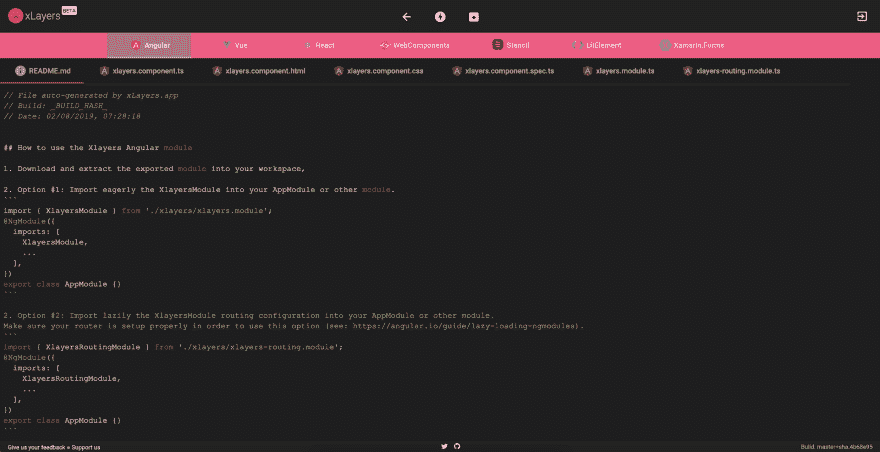 xLayers BETA
Angular Vue React WebComponents Stencil LitElement Xamarin.Forms
README.md xlayers.component.ts xlayers.component.html xlayers.component.css xlayers.component.spec.ts xlayers.module.ts xlayers-routing.module.ts
// File auto-generated by xLayers.app
// Build: _BUILD_HASH_
// Date: 02/08/2019, 07:28:18
## How to use the Xlayers Angular module
1. Download and extract the exported module into your workspace,
2. Option #1: Import eagerly the XlayersModule into your AppModule or other module.
```
import { XlayersModule } from './xlayers/xlayers.module';
@NgModule({
imports: [
XlayersModule,
...
],
})
export class AppModule {}
```
2. Option #2: Import lazily the XlayersModule routing configuration into your AppModule or other module.
Make sure your router is setup properly in order to use this option (see: https://angular.io/guide/lazy-loading-ngmodules).
```
import { XlayersRoutingModule } from './xlayers/xlayers-routing.module';
@NgModule({
imports: [
XlayersRoutingModule,
...
],
})
export class AppModule {}
```
Give us your feedback • Support us
Build: master+sha.4b68e95